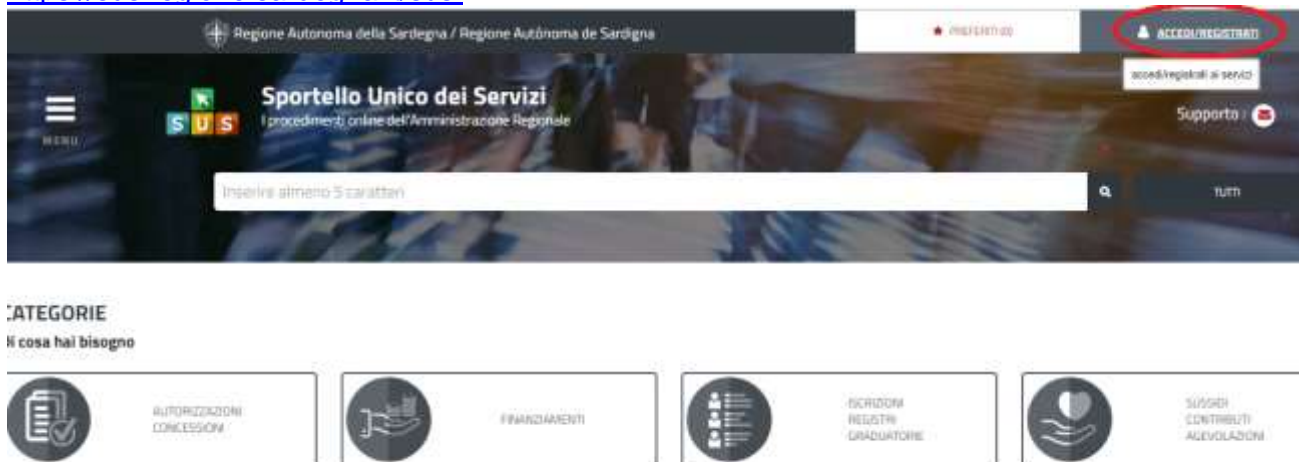 Regione Autonoma della Sardegna / Regione Autònoma de Sardigna
PREFERITI (0)
ACCEDI/REGISTRATI
accedi/registrati ai servizi
MENU
SUS
Sportello Unico dei Servizi
I procedimenti online dell'Amministrazione Regionale
Supporto
Inserire almeno 5 caratteri
TUTTI
CATEGORIE
Di cosa hai bisogno
AUTORIZZAZIONI
CONCESSIONI
FINANZIAMENTI
ISCRIZIONI
REGISTRI
GRADUATORIE
SUSSIDI
CONTRIBUTI
AGEVOLAZIONI